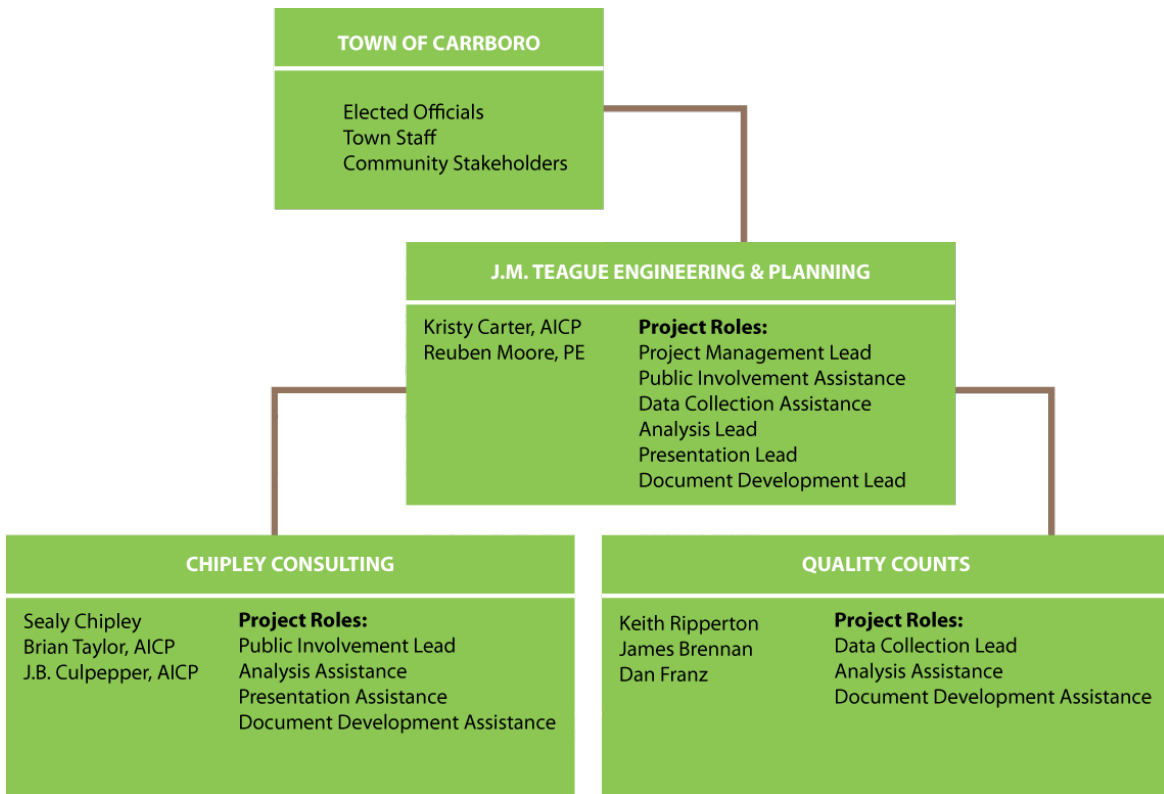 TOWN OF CARRBORO
Elected Officials
Town Staff
Community Stakeholders
J.M. TEAGUE ENGINEERING & PLANNING
Kristy Carter, AICP
Reuben Moore, PE
Project Roles:
Project Management Lead
Public Involvement Assistance
Data Collection Assistance
Analysis Lead
Presentation Lead
Document Development Lead
CHIPLEY CONSULTING
Sealy Chipley
Brian Taylor, AICP
J.B. Culpepper, AICP
Project Roles:
Public Involvement Lead
Analysis Assistance
Presentation Assistance
Document Development Assistance
QUALITY COUNTS
Keith Ripperton
James Brennan
Dan Franz
Project Roles:
Data Collection Lead
Analysis Assistance
Document Development Assistance